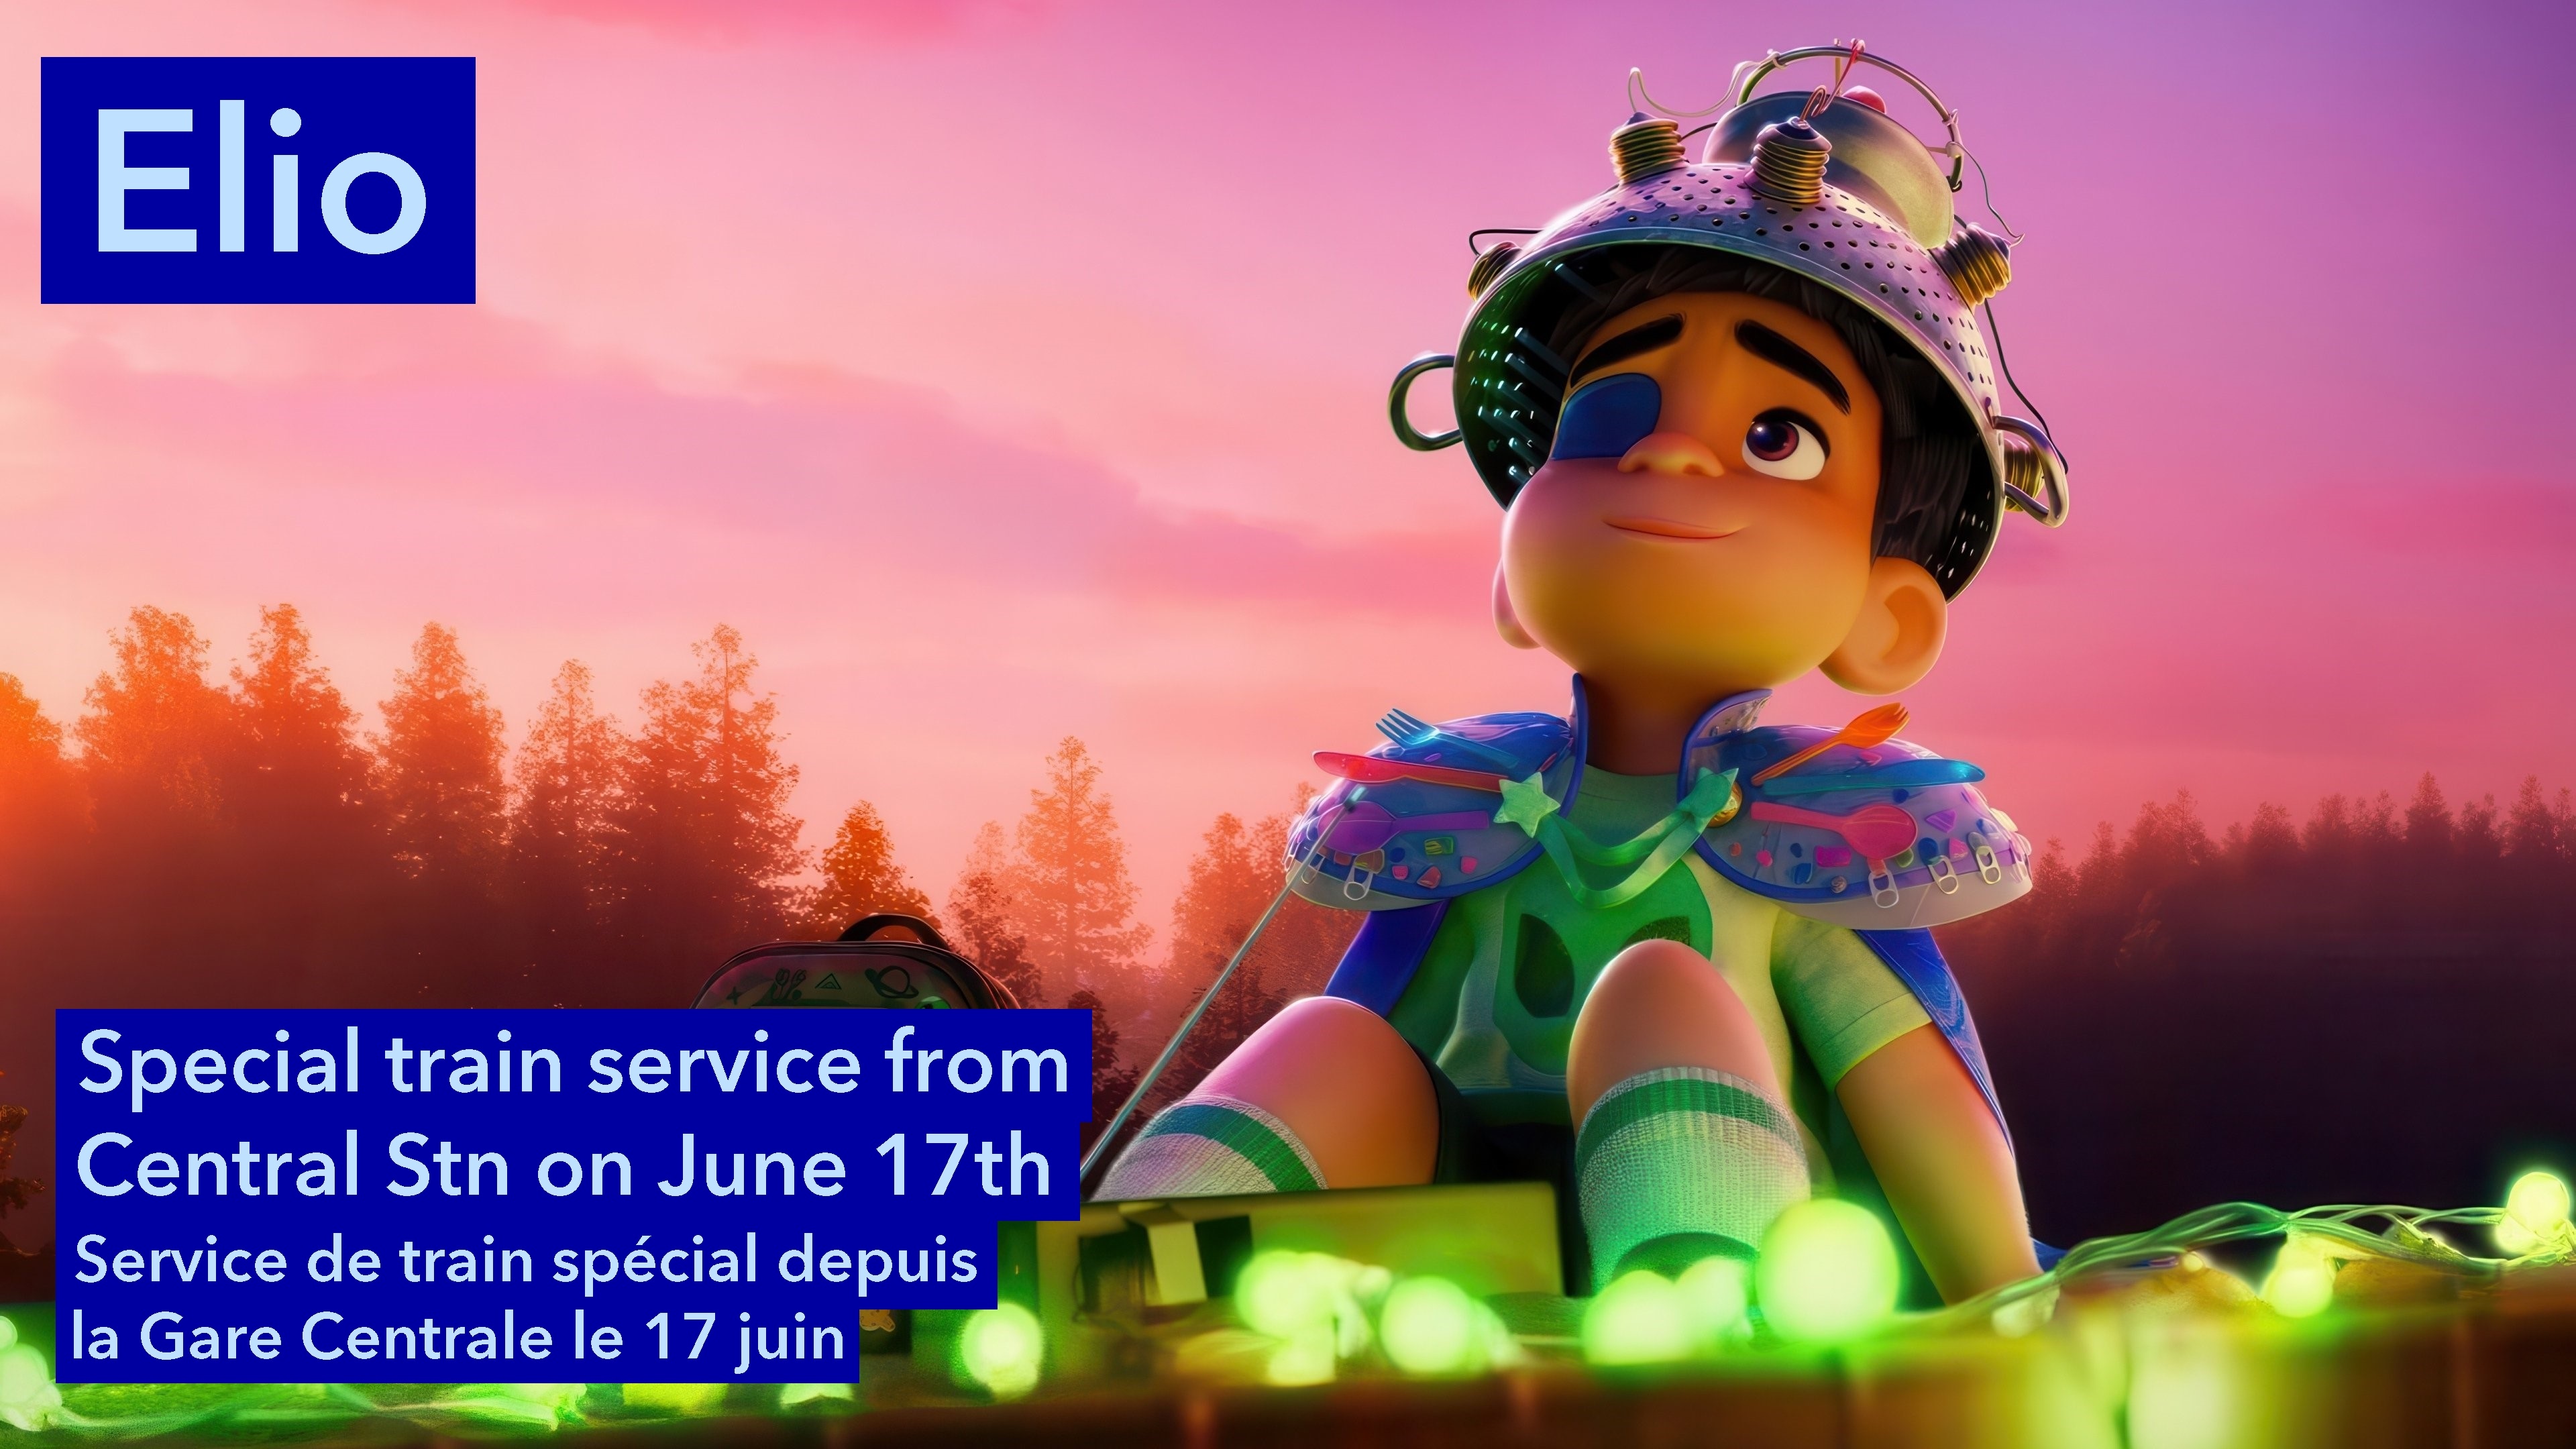 Elio
Special train service from
Central Stn on June 17th
Service de train spécial depuis
la Gare Centrale le 17 juin